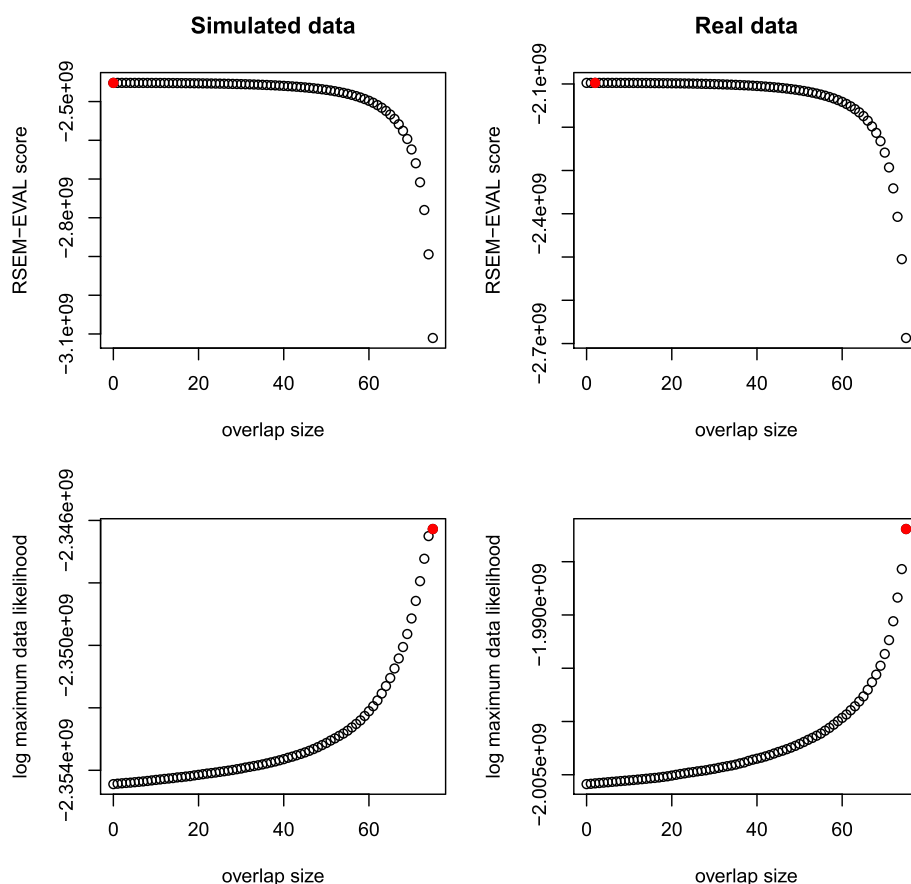 Simulated data
Real data
RSEM−EVAL score
−2.5e+09
−2.8e+09
−3.1e+09
0 20 40 60
overlap size
RSEM−EVAL score
−2.1e+09
−2.4e+09
−2.7e+09
0 20 40 60
overlap size
log maximum data likelihood
−2.346e+09
−2.350e+09
−2.354e+09
0 20 40 60
overlap size
log maximum data likelihood
−1.990e+09
−2.005e+09
0 20 40 60
overlap size